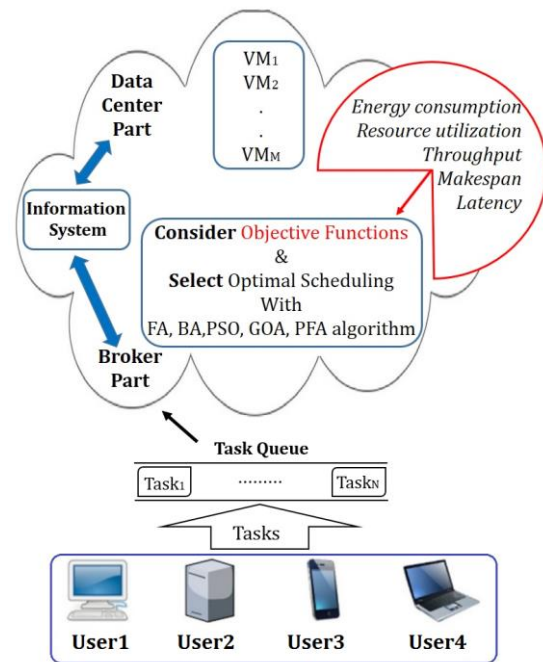 Data
Center
Part
VM₁
VM₂
.
.
VMM
Energy consumption
Resource utilization
Throughput
Makespan
Latency
Information
System
Consider Objective Functions
&
Select Optimal Scheduling
With
FA, BA,PSO, GOA, PFA algorithm
Broker
Part
Task Queue
Task₁ ......... TaskN
Tasks
User1 User2 User3 User4